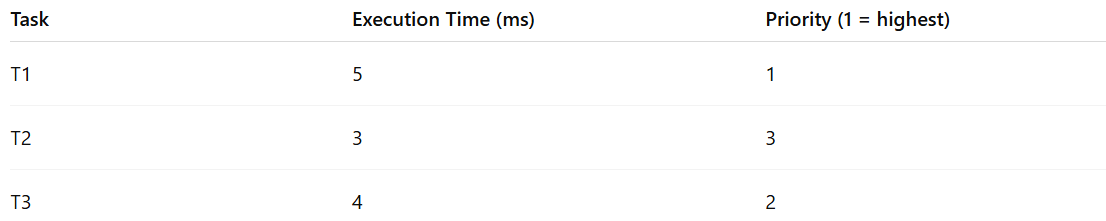 Task Execution Time (ms) Priority (1 = highest)
T1 5 1
T2 3 3
T3 4 2